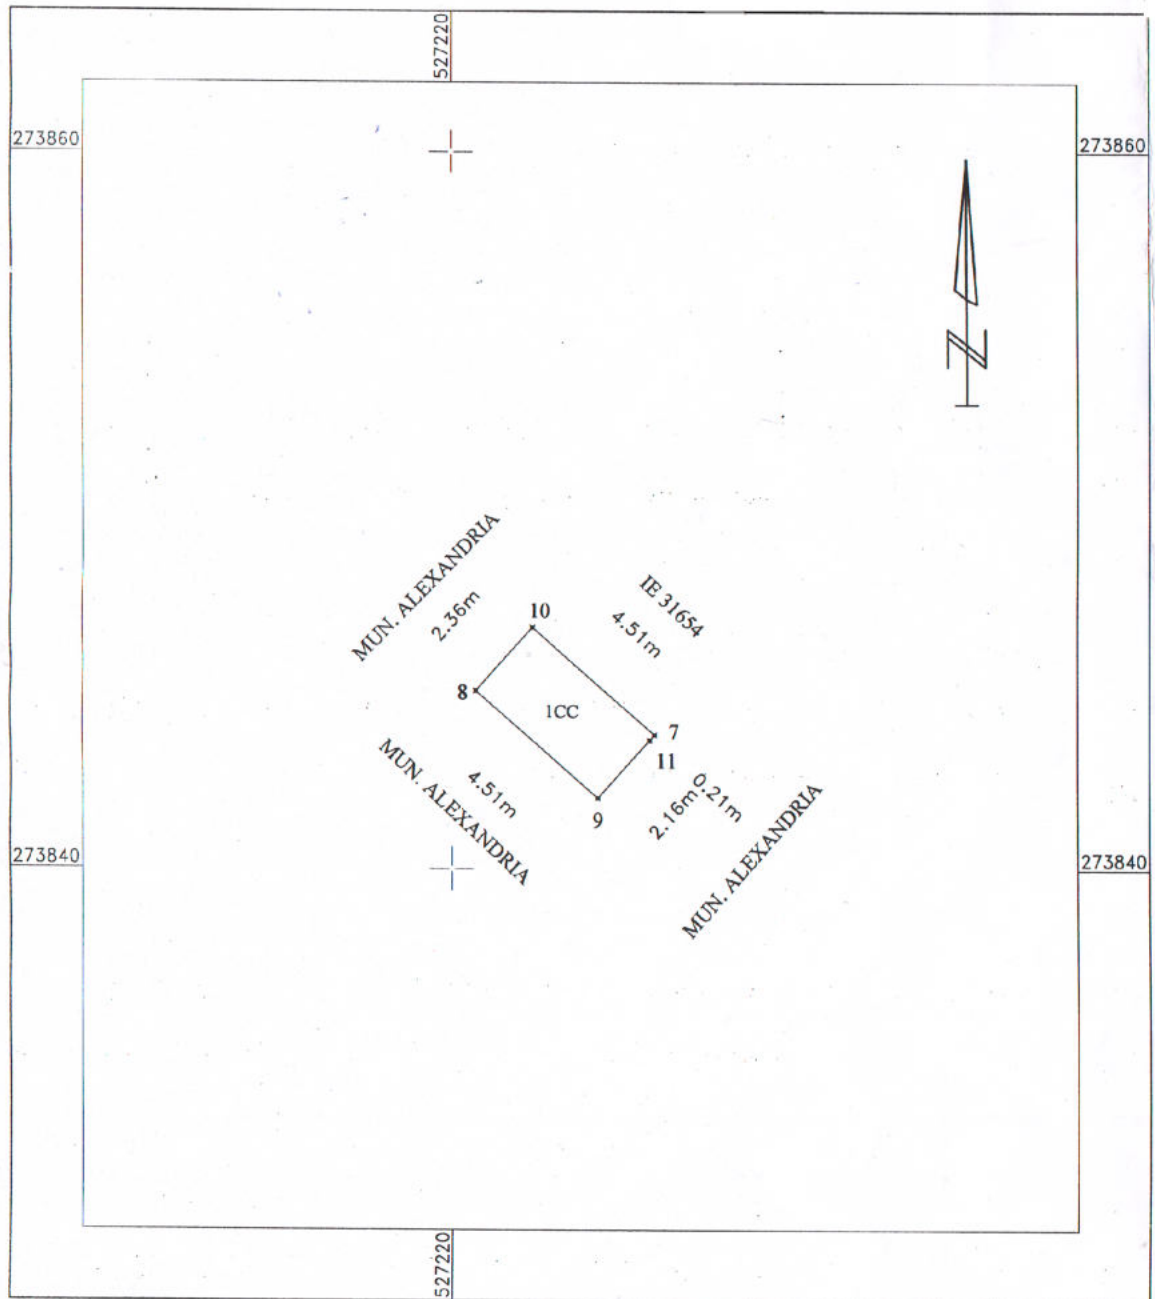 527220
273860
273860
N
MUN. ALEXANDRIA
2.36m
10
IE 31654
4.51m
8
1CC
7
11
MUN. ALEXANDRIA
4.51m
9
0.21m
2.16m
MUN. ALEXANDRIA
273840
273840
527220